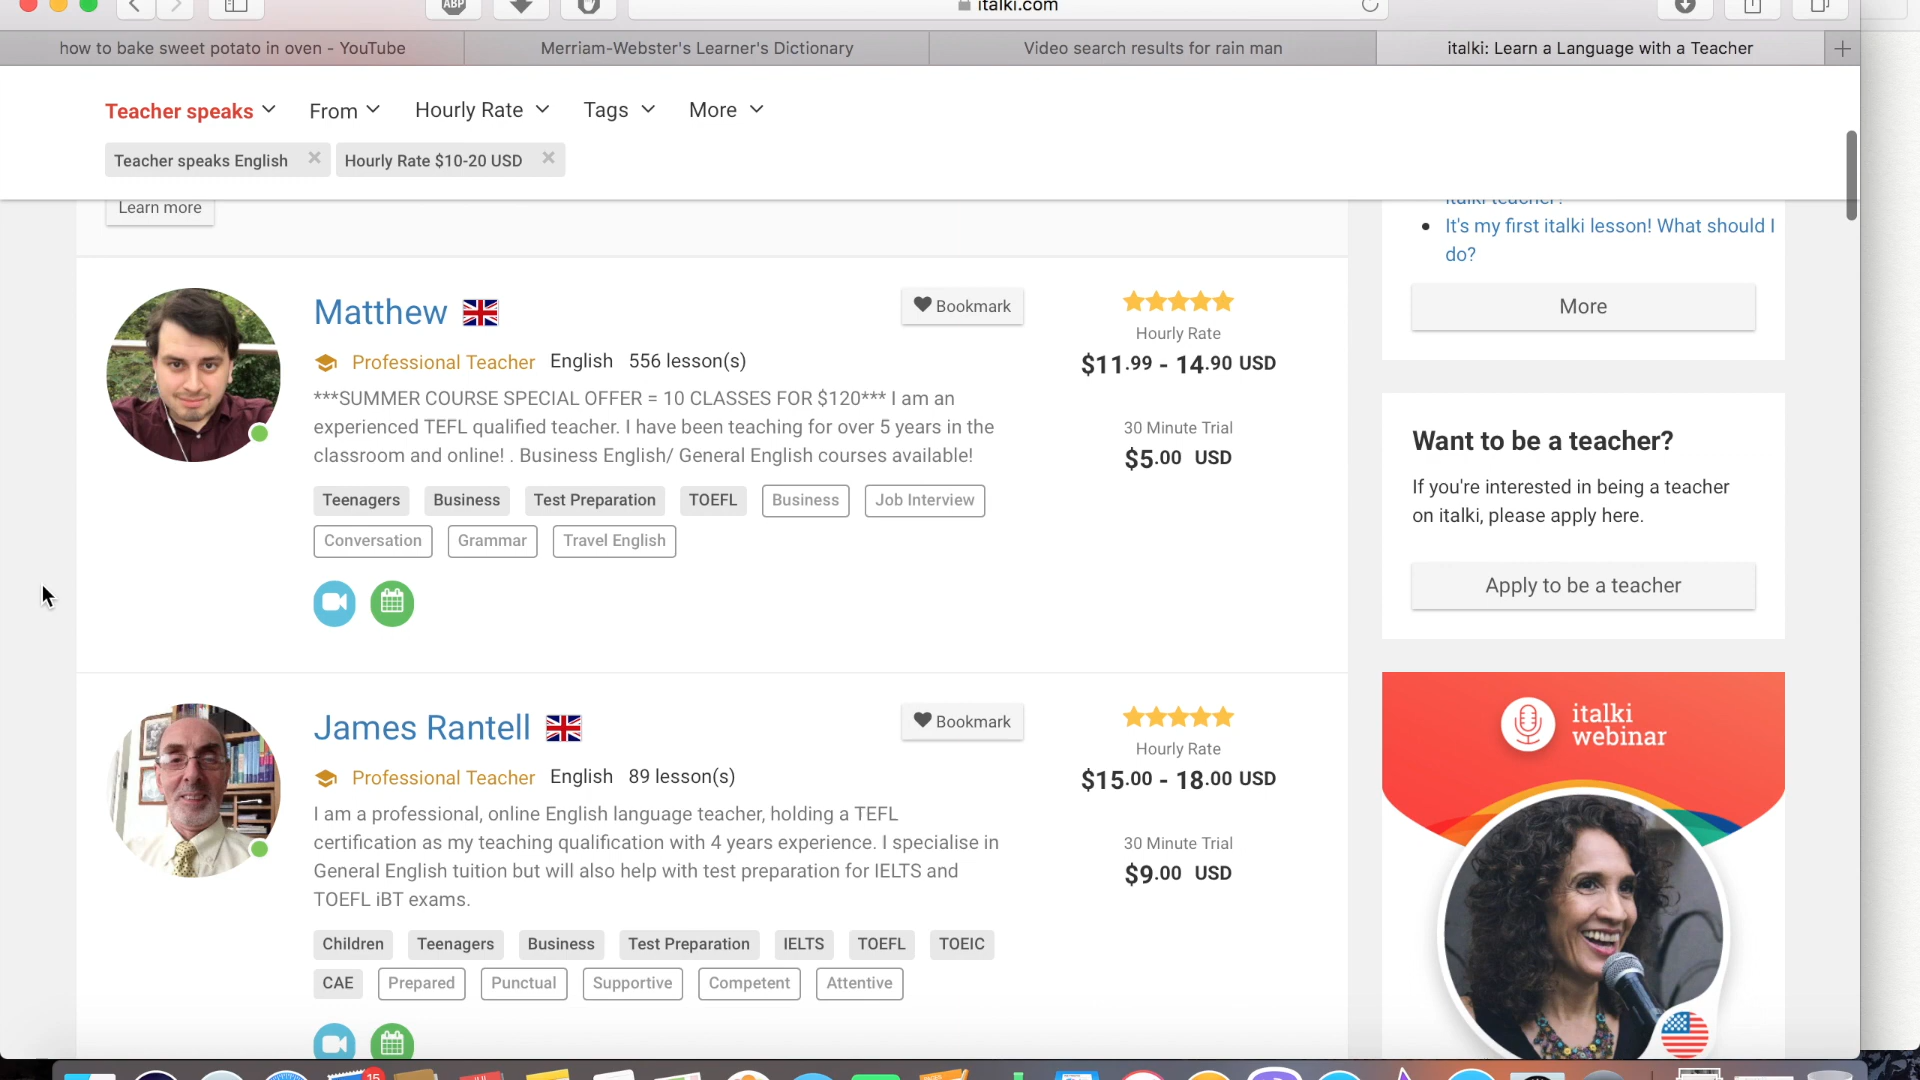 ABP
italki.com
how to bake sweet potato in oven - YouTube
Merriam-Webster's Learner's Dictionary
Video search results for rain man
italki: Learn a Language with a Teacher
Teacher speaks
From
Hourly Rate
Tags
More
Teacher speaks English
Hourly Rate $10-20 USD
Learn more
Matthew
Bookmark
Hourly Rate
Professional Teacher English 556 lesson(s)
$11.99 - 14.90 USD
***SUMMER COURSE SPECIAL OFFER = 10 CLASSES FOR $120*** I am an
experienced TEFL qualified teacher. I have been teaching for over 5 years in the
classroom and online! . Business English/ General English courses available!
30 Minute Trial
$5.00 USD
Teenagers Business Test Preparation TOEFL Business Job Interview
Conversation Grammar Travel English
James Rantell
Bookmark
Hourly Rate
Professional Teacher English 89 lesson(s)
$15.00 - 18.00 USD
I am a professional, online English language teacher, holding a TEFL
certification as my teaching qualification with 4 years experience. I specialise in
General English tuition but will also help with test preparation for IELTS and
TOEFL iBT exams.
30 Minute Trial
$9.00 USD
Children Teenagers Business Test Preparation IELTS TOEFL TOEIC
CAE Prepared Punctual Supportive Competent Attentive
italki teacher?
It's my first italki lesson! What should I
do?
More
Want to be a teacher?
If you're interested in being a teacher
on italki, please apply here.
Apply to be a teacher
italki
webinar
15